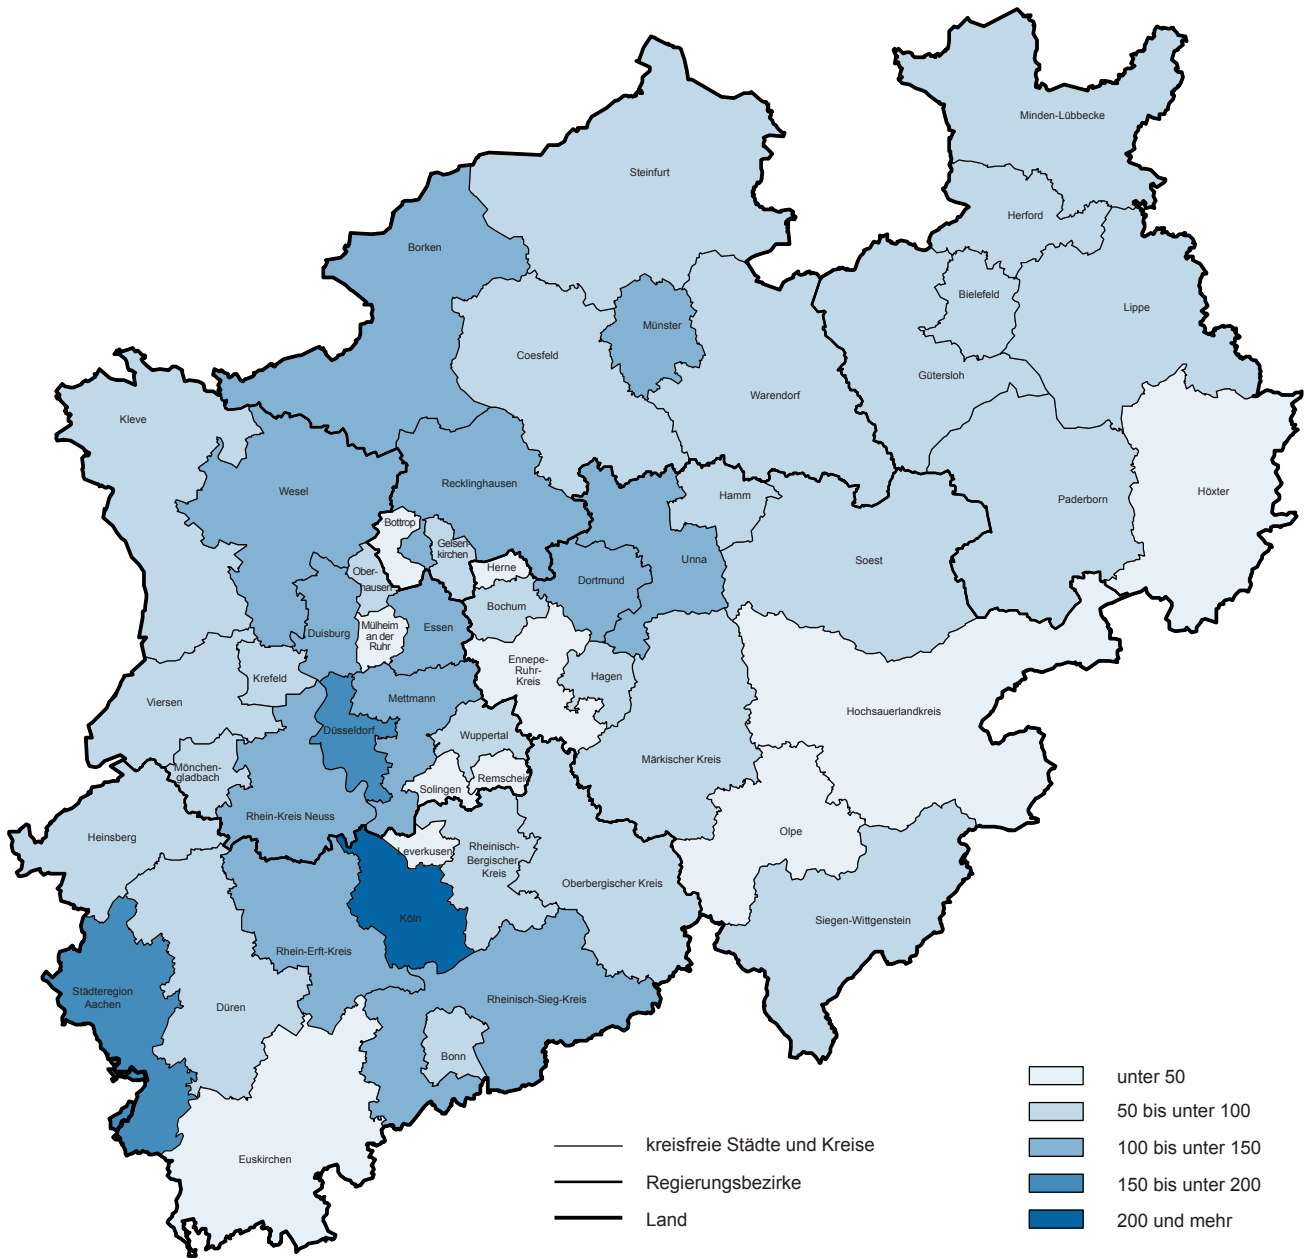 Minden-Lübbecke
Steinfurt
Herford
Borken
Bielefeld
Lippe
Münster
Coesfeld
Gütersloh
Warendorf
Kleve
Recklinghausen
Wesel
Hamm
Paderborn
Höxter
Bottrop
Gelsen-
kirchen
Herne
Unna
Soest
Ober-
hausen
Dortmund
Bochum
Mülheim
an der
Ruhr
Essen
Duisburg
Ennepe-
Ruhr-
Kreis
Hagen
Krefeld
Viersen
Mettmann
Hochsauerlandkreis
Düsseldorf
Wuppertal
Märkischer Kreis
Mönchen-
gladbach
Solingen
Remscheid
Rhein-Kreis Neuss
Olpe
Heinsberg
Leverkusen
Rheinisch-
Bergischer
Kreis
Oberbergischer Kreis
Köln
Siegen-Wittgenstein
Rhein-Erft-Kreis
Städteregion
Aachen
Düren
Rheinisch-Sieg-Kreis
Bonn
Euskirchen
kreisfreie Städte und Kreise
Regierungsbezirke
Land
unter 50
50 bis unter 100
100 bis unter 150
150 bis unter 200
200 und mehr